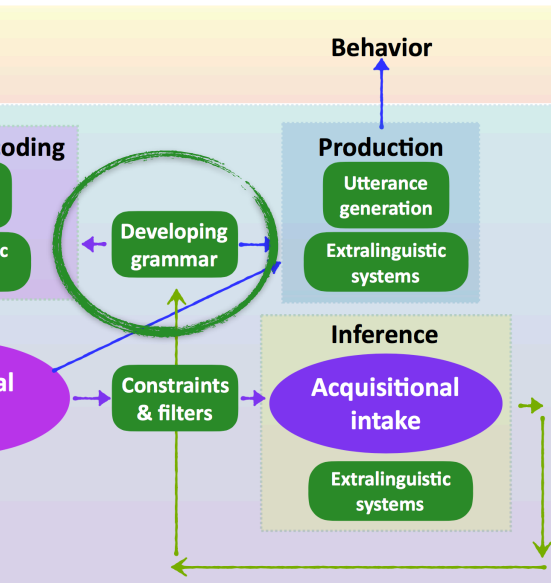 Behavior
oding
Production
Utterance
generation
Developing
grammar
c
Extralinguistic
systems
Inference
al
Constraints
& filters
Acquisitional
intake
Extralinguistic
systems